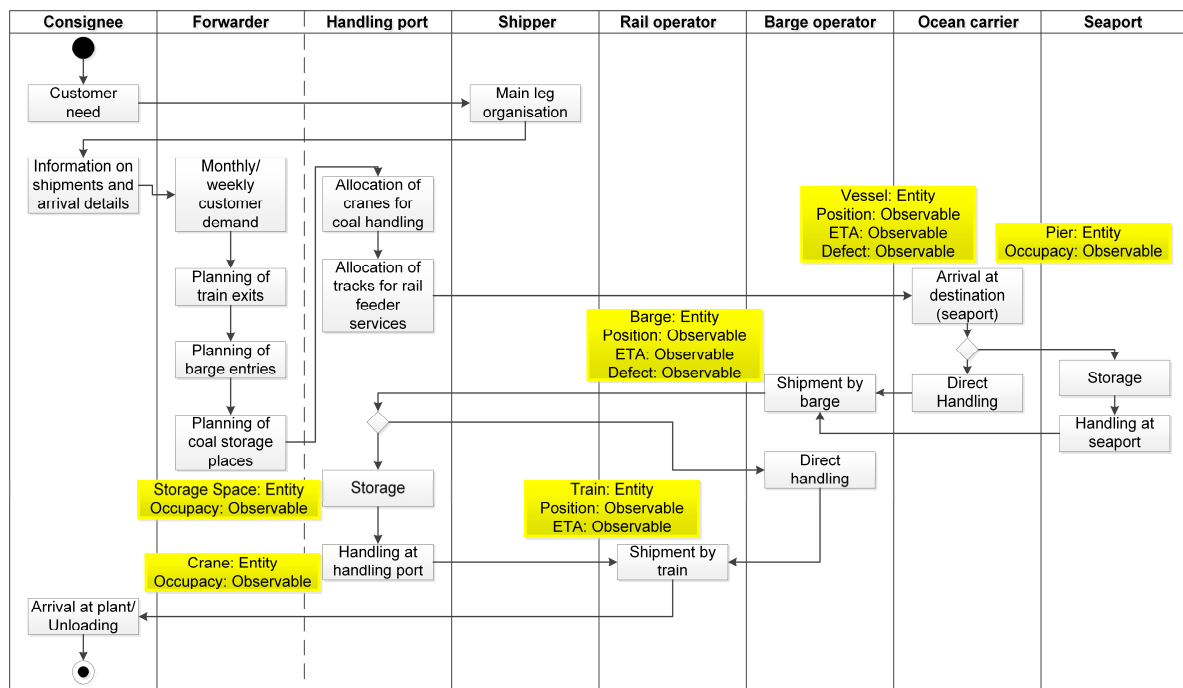 Consignee
Forwarder
Handling port
Shipper
Rail operator
Barge operator
Ocean carrier
Seaport
Customer
need
Main leg
organisation
Information on
shipments and
arrival details
Monthly/
weekly
customer
demand
Allocation of
cranes for
coal handling
Vessel: Entity
Position: Observable
ETA: Observable
Defect: Observable
Pier: Entity
Occupancy: Observable
Planning of
train exits
Allocation of
tracks for rail
feeder
services
Arrival at
destination
(seaport)
Barge: Entity
Position: Observable
ETA: Observable
Defect: Observable
Planning of
barge entries
Shipment by
barge
Direct
Handling
Storage
Planning of
coal storage
places
Handling at
seaport
Direct
handling
Storage Space: Entity
Occupancy: Observable
Storage
Train: Entity
Position: Observable
ETA: Observable
Crane: Entity
Occupancy: Observable
Handling at
handling port
Shipment by
train
Arrival at plant/
Unloading